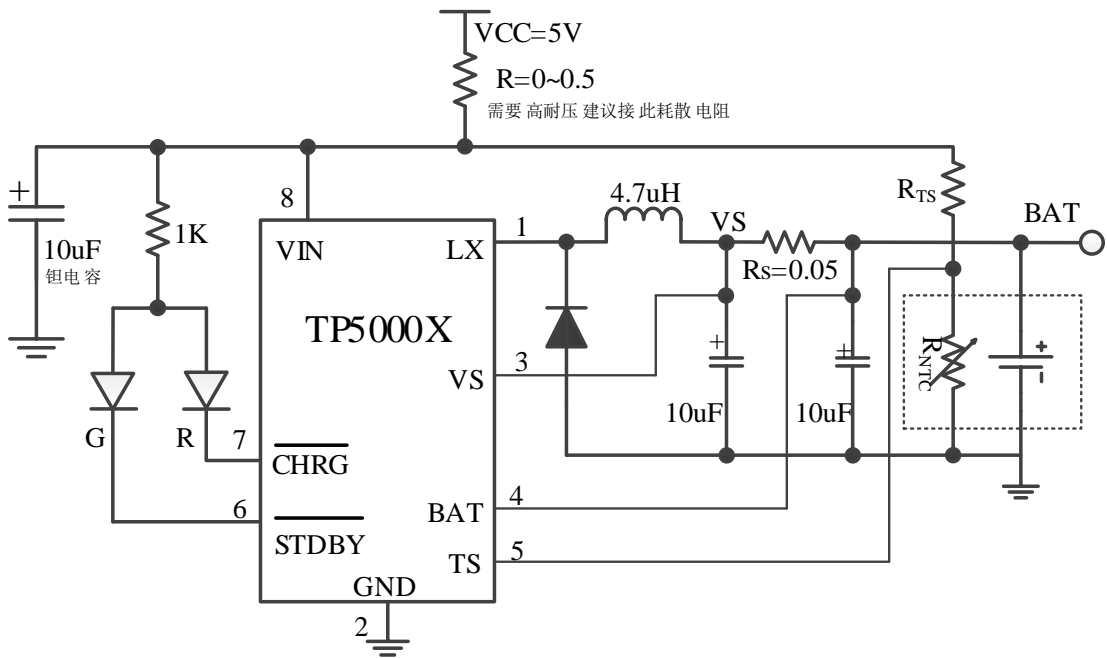 VCC=5V
R=0~0.5
需要 高耐压 建议接 此耗散 电阻
+
10uF
钽电 容
1K
8
VIN
LX
1
4.7uH
VS
Rs=0.05
R_TS
BAT
TP5000X
VS
3
+
10uF
+
10uF
R_NTC
+
-
G
R
7
CHRG
6
STDBY
BAT
4
TS
5
GND
2